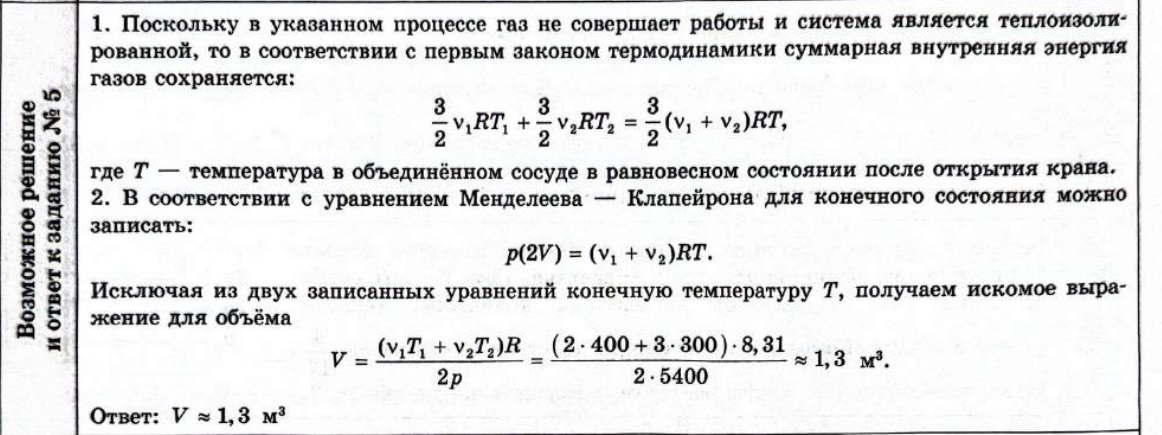 Возможное решение
и ответ к заданию № 5
1. Поскольку в указанном процессе газ не совершает работы и система является теплоизоли-
рованной, то в соответствии с первым законом термодинамики суммарная внутренняя энергия
газов сохраняется:
3/2 ν₁RT₁ + 3/2 ν₂RT₂ = 3/2 (ν₁ + ν₂)RT,
где T — температура в объединённом сосуде в равновесном состоянии после открытия крана.
2. В соответствии с уравнением Менделеева — Клапейрона для конечного состояния можно
записать:
p(2V) = (ν₁ + ν₂)RT.
Исключая из двух записанных уравнений конечную температуру T, получаем искомое выра-
жение для объёма
V = (ν₁T₁ + ν₂T₂)R / 2p = (2 · 400 + 3 · 300) · 8,31 / 2 · 5400 ≈ 1,3 м³.
Ответ: V ≈ 1,3 м³